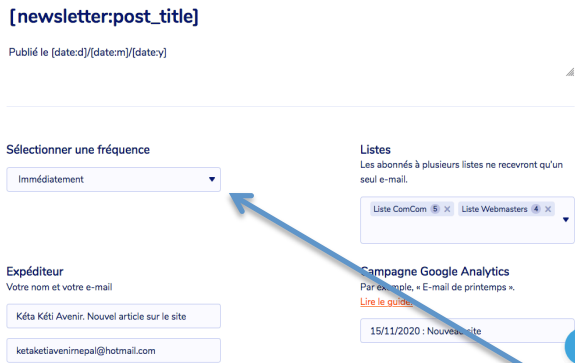 [newsletter:post_title]
Publié le [date:d]/[date:m]/[date:y]
Sélectionner une fréquence
Immédiatement
Listes
Les abonnés à plusieurs listes ne recevront qu'un
seul e-mail.
Liste ComCom 5 × Liste Webmasters 4 ×
Expéditeur
Votre nom et votre e-mail
Kéta Kéti Avenir. Nouvel article sur le site
ketaketiavenirnepal@hotmail.com
Campagne Google Analytics
Par exemple, « E-mail de printemps ».
Lire le guide.
15/11/2020 : Nouveau site